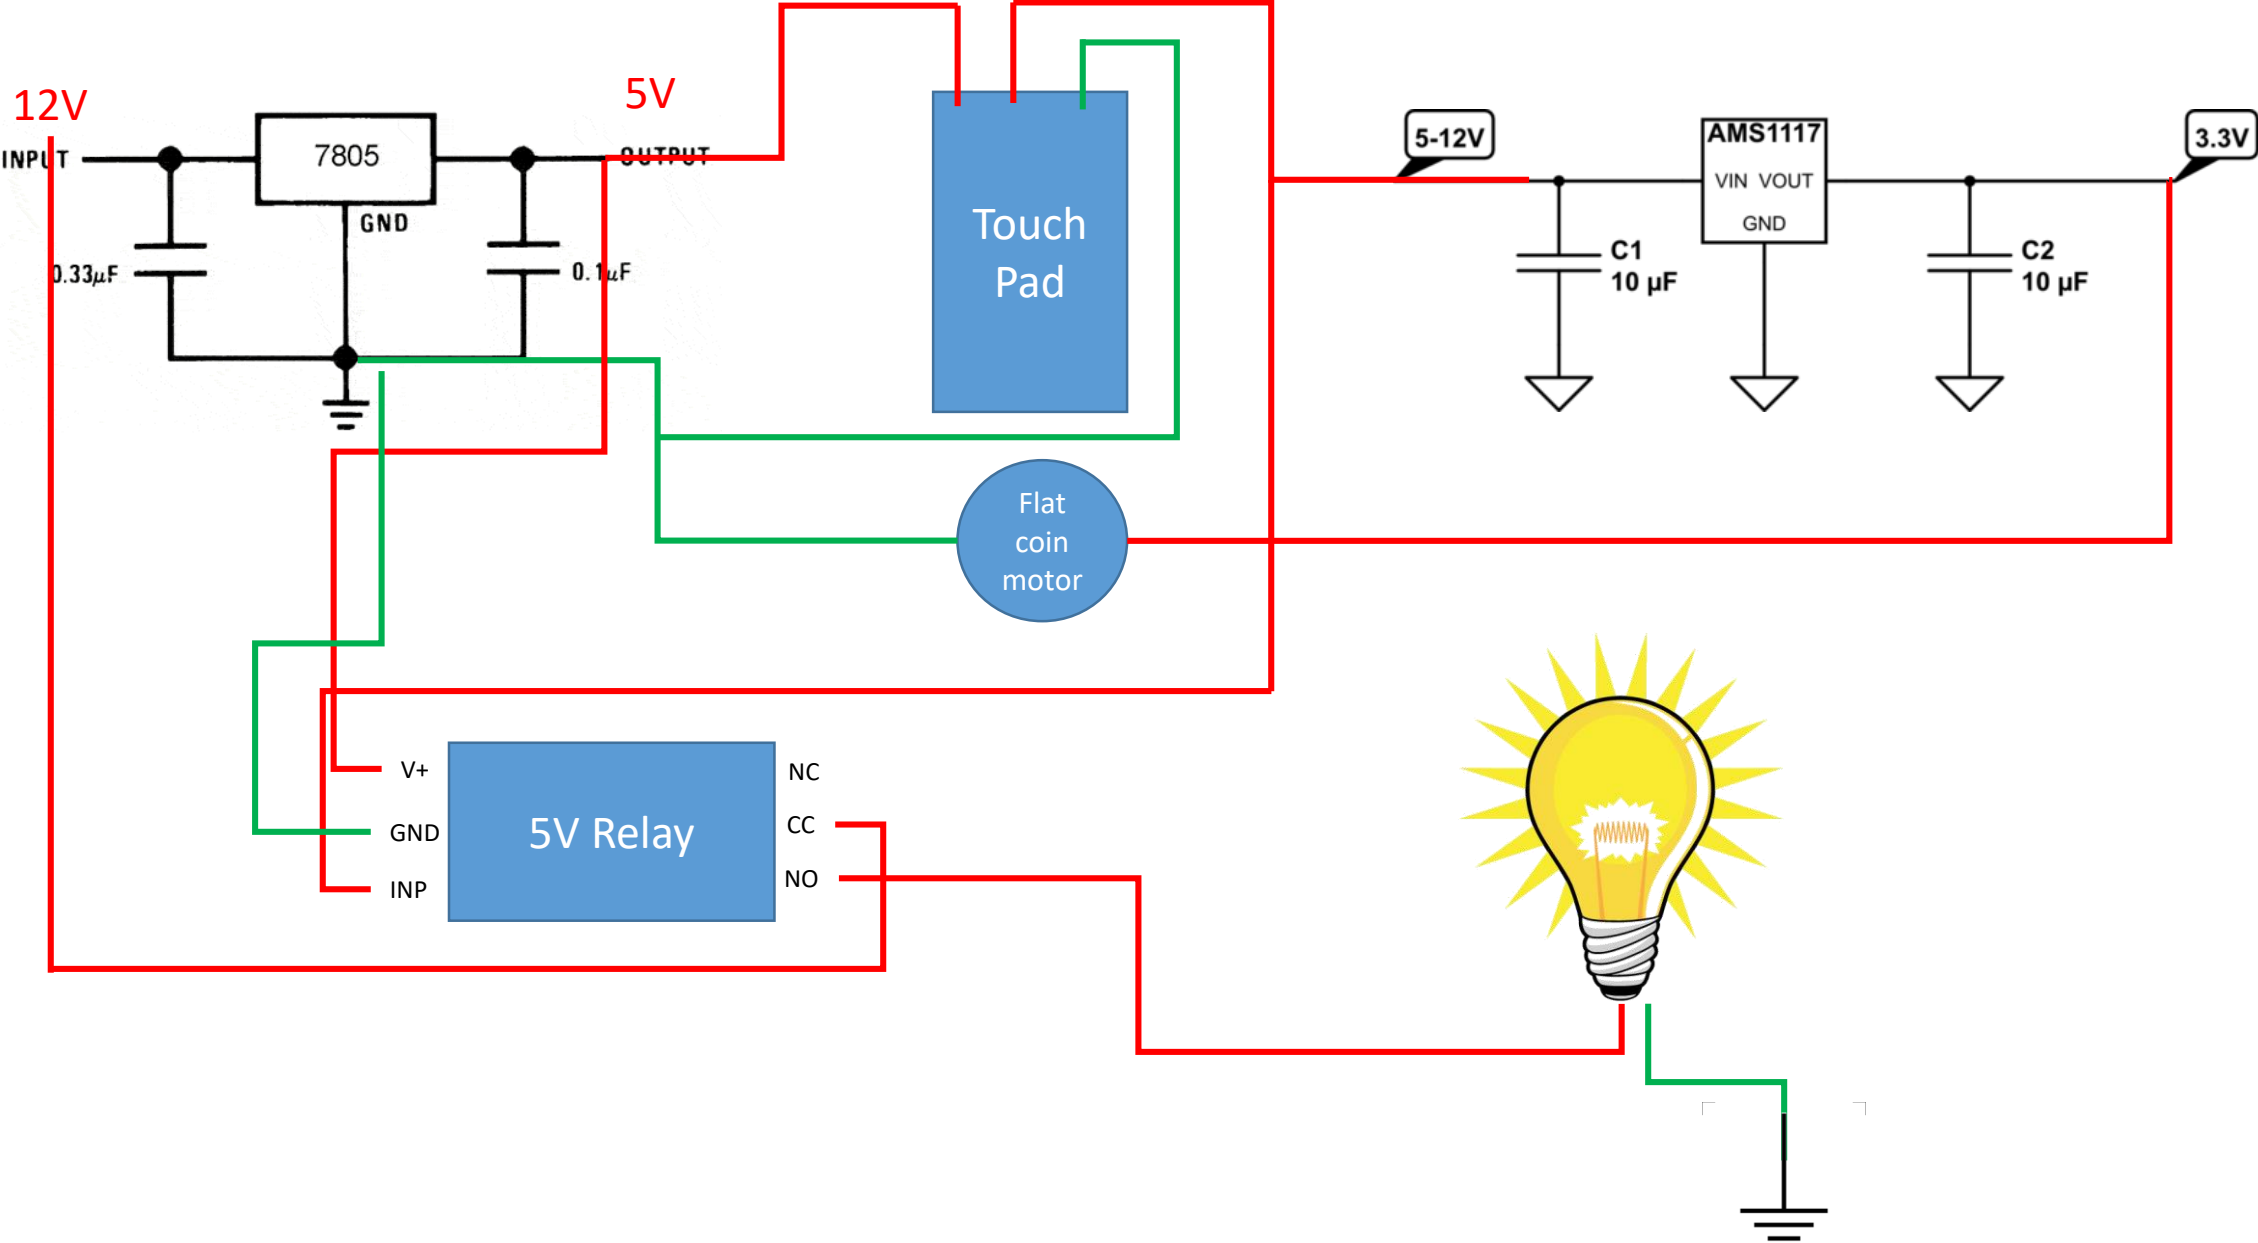 12V
INPUT
7805
GND
0.33µF
0.1µF
5V
OUTPUT
Touch
Pad
5-12V
AMS1117
VIN VOUT
GND
3.3V
C1
10 µF
C2
10 µF
Flat
coin
motor
V+
GND
INP
5V Relay
NC
CC
NO